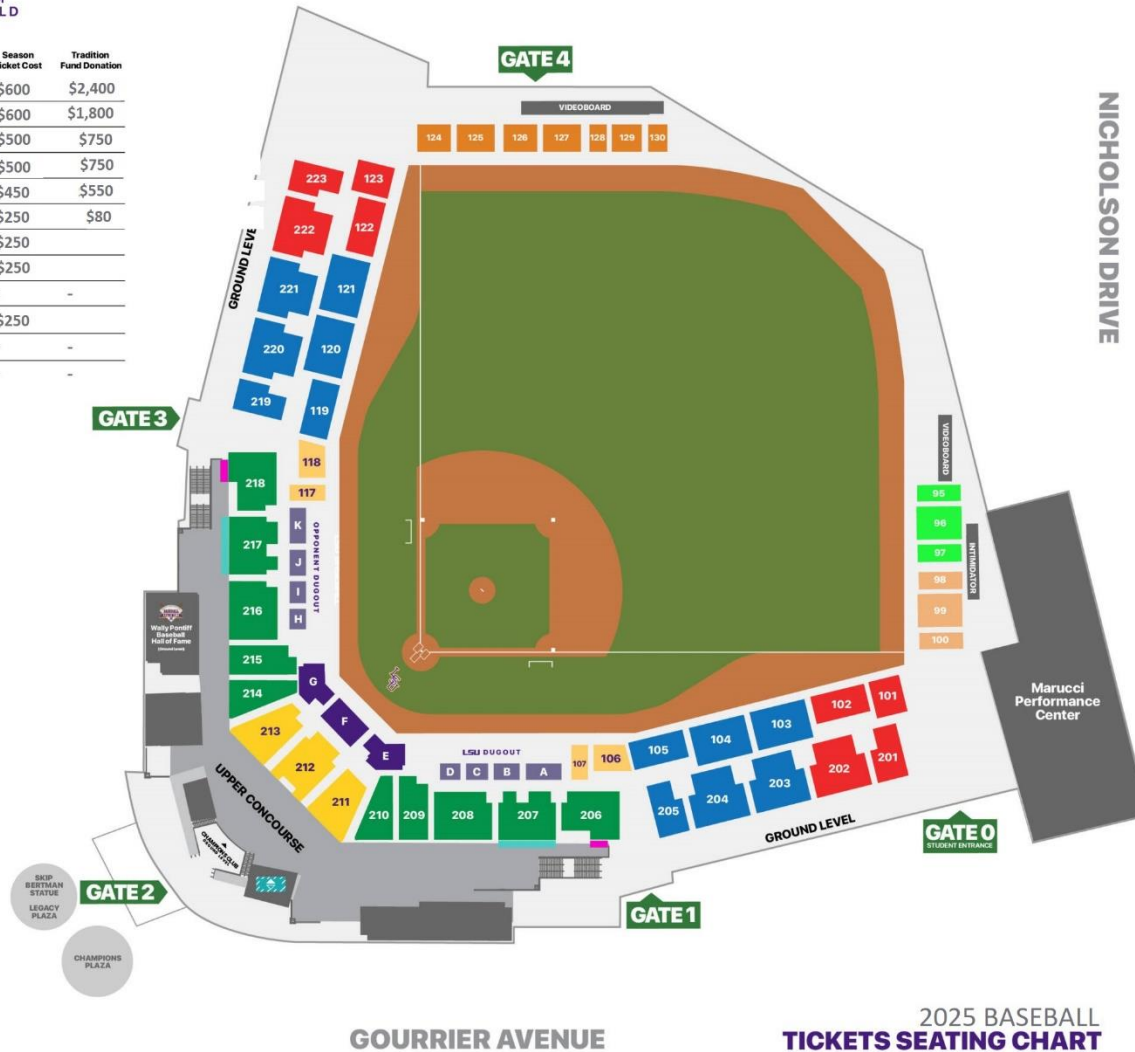 LD
Season Tradition
Ticket Cost Fund Donation
$600 $2,400
$600 $1,800
$500 $750
$500 $750
$450 $550
$250 $80
$250
$250
-
$250
-
-
GATE 4
VIDEOBOARD
124 125 126 127 128 129 130
NICHOLSON DRIVE
223 123
222 122
GROUND LEVEL
221 121
220 120
219 119
GATE 3
118
218
117
K
217
J
OPPONENT DUGOUT
I
216
H
215
214
G
213
F
212
E
211
VIDEOBOARD
95
96
97
INTIMIDATOR
98
99
100
Wally Pontiff
Baseball
Hall of Fame
(Ground Level)
LSU
Marucci
Performance
Center
101
102
103
104
105
106
107
LSU DUGOUT
D C B A
201
202
203
204
205
206
207
208
209
210
UPPER CONCOURSE
GROUND LEVEL
GATE 0
STUDENT ENTRANCE
CHAMPIONS CLUB
SKIP
BERTMAN
STATUE
LEGACY
PLAZA
GATE 2
GATE 1
CHAMPIONS
PLAZA
GOURRIER AVENUE
2025 BASEBALL
TICKETS SEATING CHART